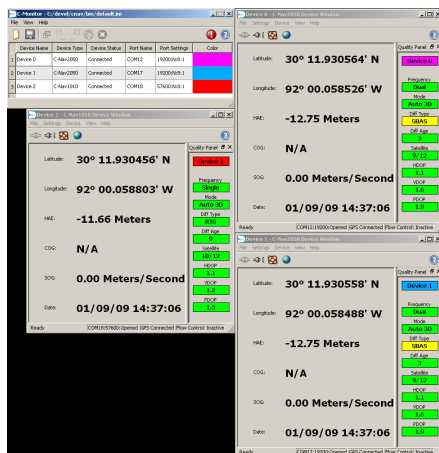 C-Monitor - C:/devel/cnav/bin/default.ini
File View Help
Device Name Device Type Device Status Port Name Port Settings Color
1 Device 0 C-Nav2050 Connected COM12 19200:N:8:1
2 Device 1 C-Nav2050 Connected COM17 19200:N:8:1
3 Device 2 C-Nav1010 Connected COM18 57600:N:8:1
Device 0 - C-Nav2050 Device Window
File Settings Device View Help
Quality Panel
Latitude: 30º 11.930564' N
Device 0
Longitude: 92º 00.058526' W
Frequency
Dual
Mode
Auto 3D
HAE: -12.75 Meters
Diff Type
SBAS
Diff Age
3
COG: N/A
Satellite
9/12
HDOP
1.1
SOG: 0.00 Meters/Second
VDOP
1.6
PDOP
1.9
Date: 01/09/09 14:37:06
Ready COM12:19200:Opened GPS Connected Flow Control: Inactive
Device 2 - C-Nav1010 Device Window
File Settings Device View Help
Quality Panel
Latitude: 30º 11.930456' N
Device 2
Longitude: 92º 00.058803' W
Frequency
Single
Mode
Auto 3D
HAE: -11.66 Meters
Diff Type
RTG
Diff Age
9
COG: N/A
Satellite
10/12
HDOP
1.1
SOG: 0.00 Meters/Second
VDOP
1.2
PDOP
1.5
Date: 01/09/09 14:37:06
Ready COM18:57600:Opened GPS Connected Flow Control: Inactive
Device 1 - C-Nav2050 Device Window
File Settings Device View Help
Quality Panel
Latitude: 30º 11.930558' N
Device 1
Longitude: 92º 00.058488' W
Frequency
Dual
Mode
Auto 3D
HAE: -12.75 Meters
Diff Type
SBAS
Diff Age
3
COG: N/A
Satellite
9/12
HDOP
1.1
SOG: 0.00 Meters/Second
VDOP
1.6
PDOP
1.9
Date: 01/09/09 14:37:06
Ready COM17:19200:Opened GPS Connected Flow Control: Inactive